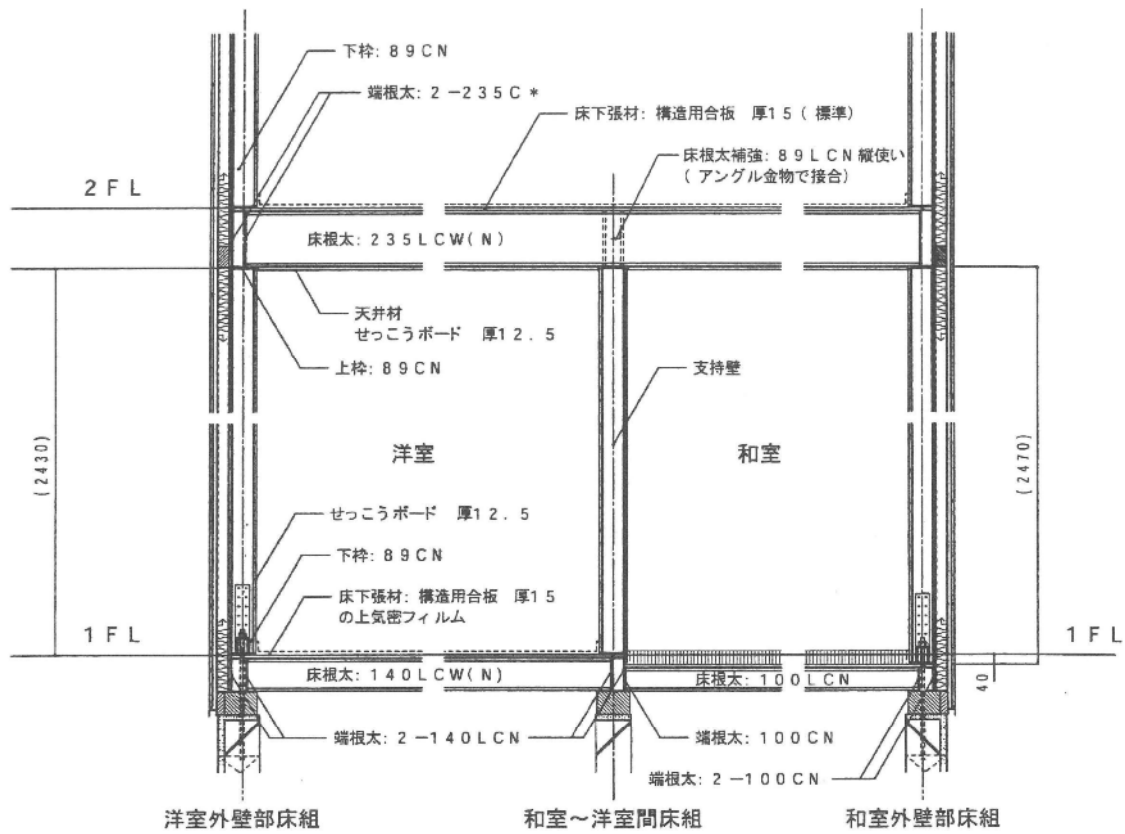 下枠: 89CN
端根太: 2-235C*
床下張材: 構造用合板 厚15(標準)
床根太補強: 89LCN縦使い
(アングル金物で接合)
2FL
床根太: 235LCW(N)
天井材
せっこうボード 厚12.5
上枠: 89CN
支持壁
(2430)
洋室
和室
(2470)
せっこうボード 厚12.5
下枠: 89CN
床下張材: 構造用合板 厚15
の上気密フィルム
1FL
1FL
床根太: 140LCW(N)
床根太: 100LCN
40
端根太: 2-140LCN
端根太: 100CN
端根太: 2-100CN
洋室外壁部床組
和室~洋室間床組
和室外壁部床組